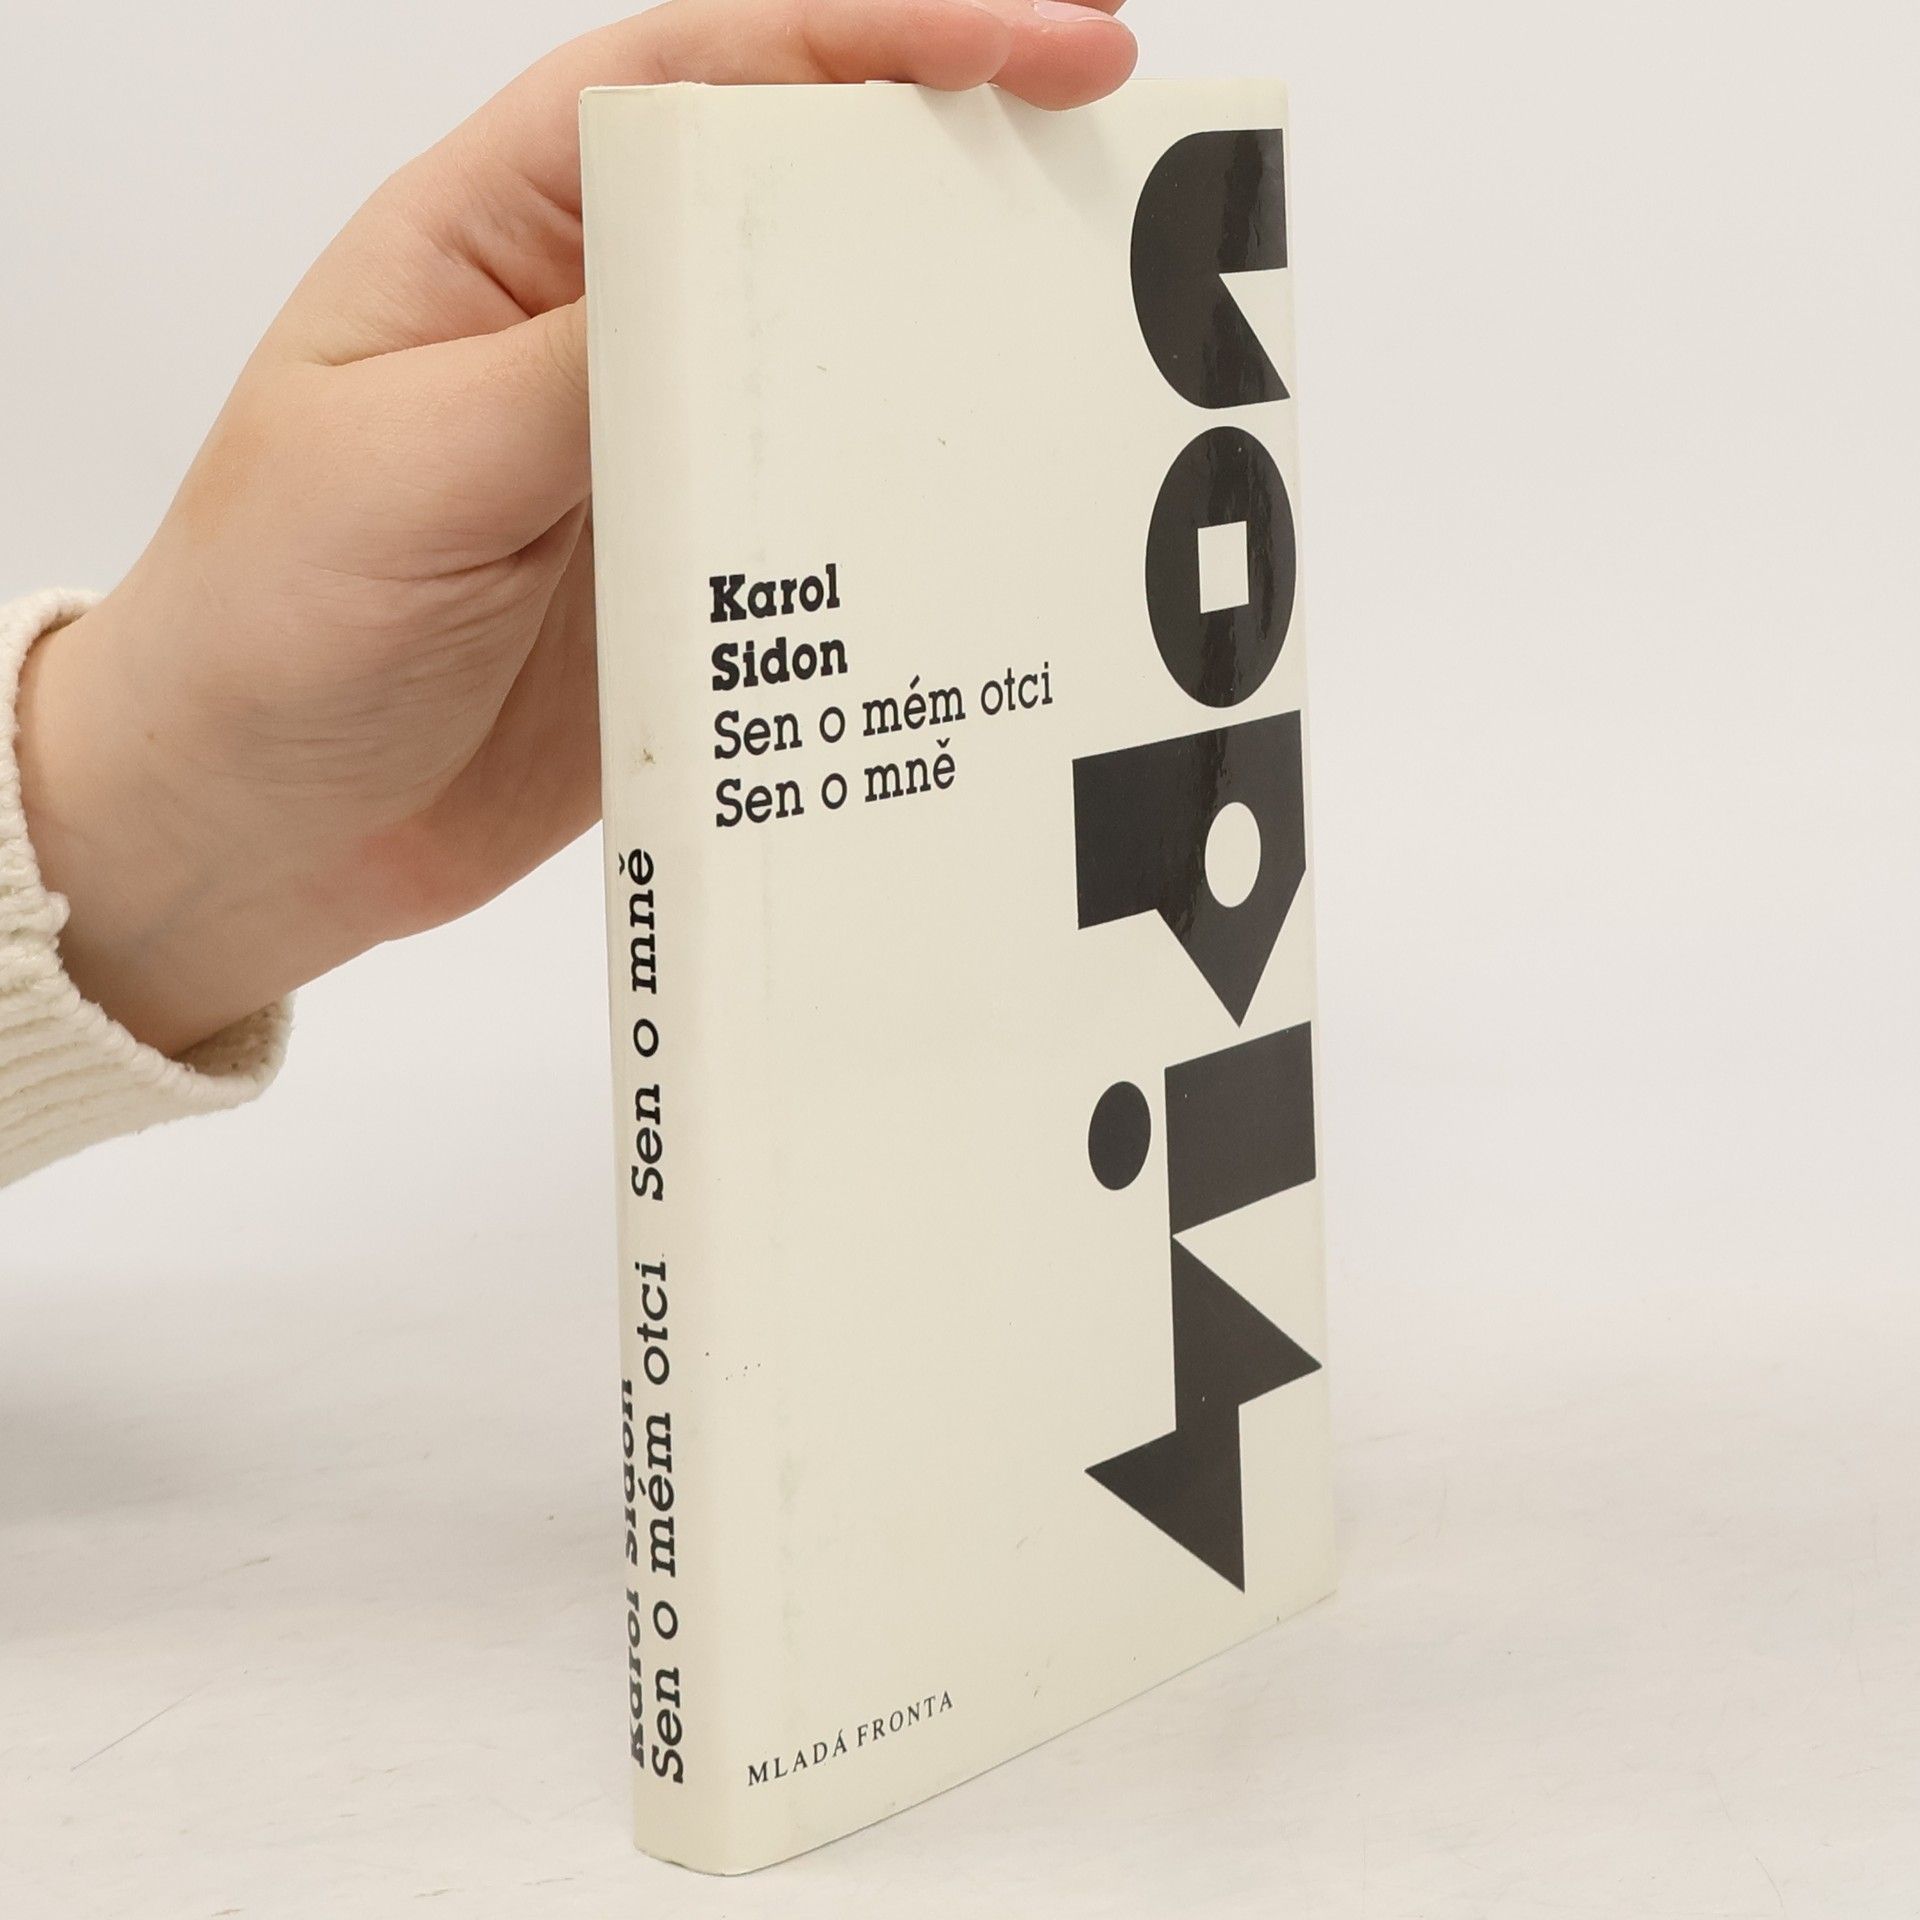 Karol
Sidon
Sen o mém otci
Sen o mně
sidon
MLADÁ FRONTA
Karol Sidon
Sen o mém otci Sen o mně